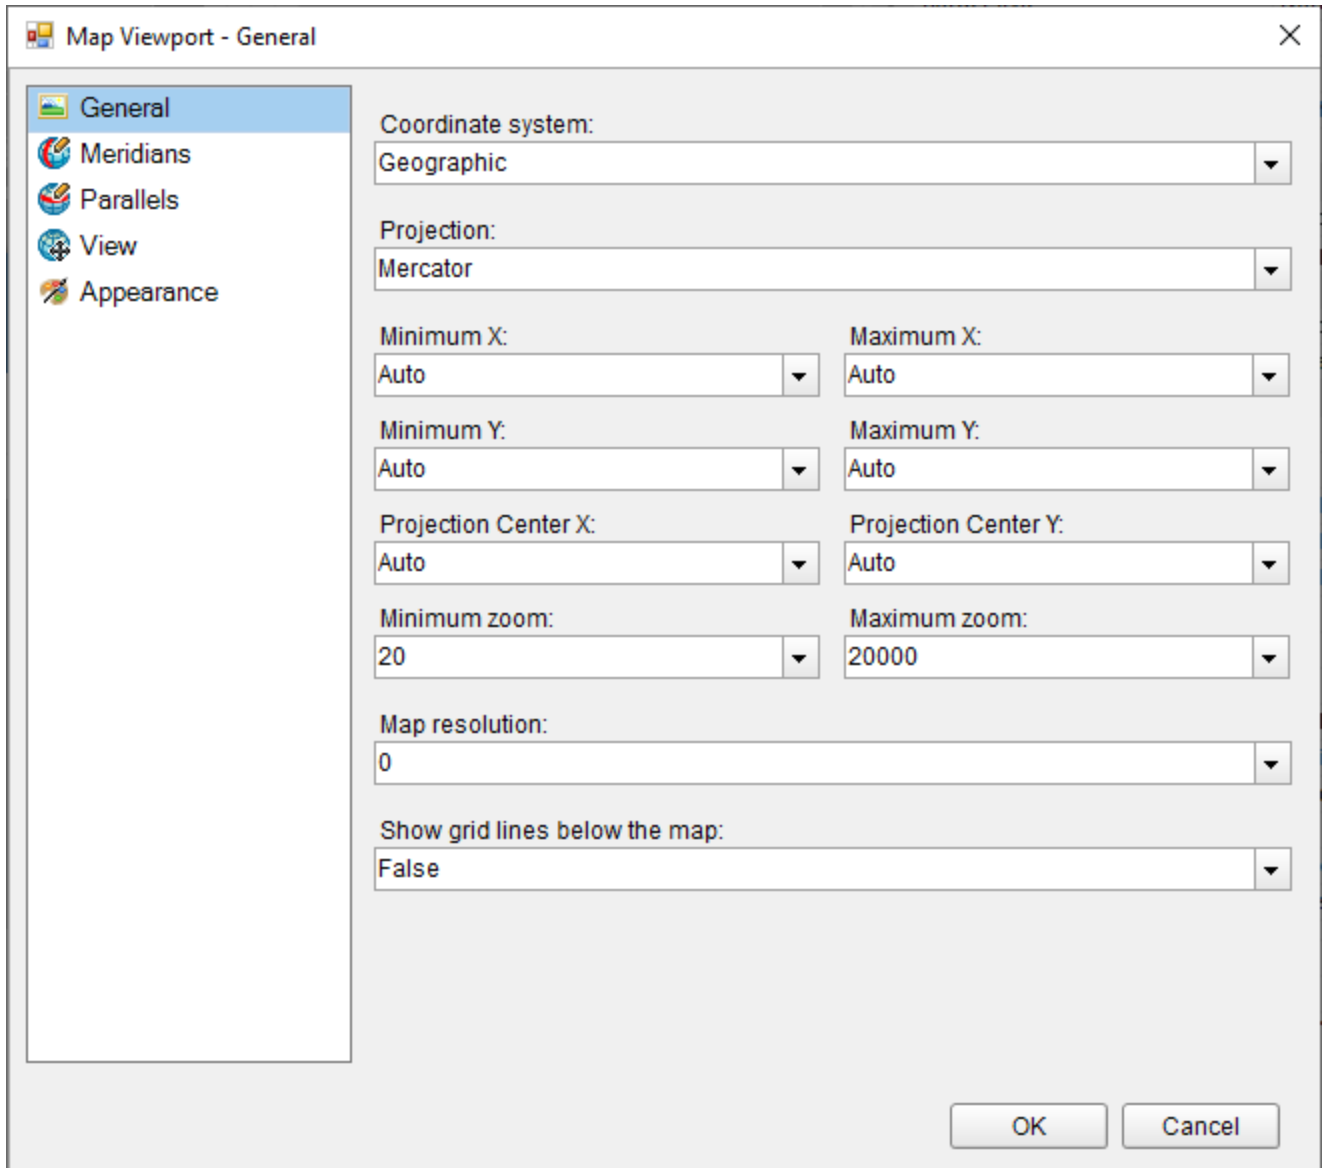 Map Viewport - General
General
Meridians
Parallels
View
Appearance
Coordinate system:
Geographic
Projection:
Mercator
Minimum X:
Maximum X:
Auto
Auto
Minimum Y:
Maximum Y:
Auto
Auto
Projection Center X:
Projection Center Y:
Auto
Auto
Minimum zoom:
Maximum zoom:
20
20000
Map resolution:
0
Show grid lines below the map:
False
OK
Cancel